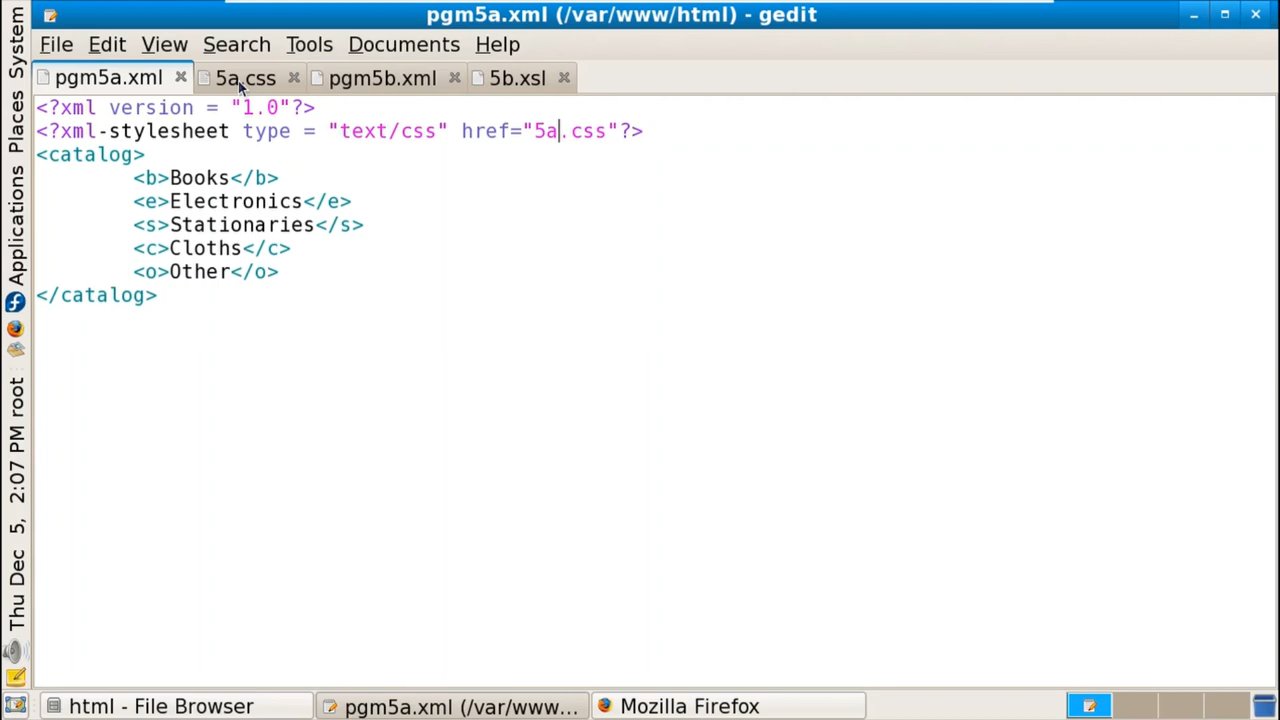 pgm5a.xml (/var/www/html) - gedit
File Edit View Search Tools Documents Help
pgm5a.xml 5a.css pgm5b.xml 5b.xsl
<?xml version = "1.0"?>
<?xml-stylesheet type = "text/css" href="5a.css"?>
<catalog>
<b>Books</b>
<e>Electronics</e>
<s>Stationaries</s>
<c>Cloths</c>
<o>Other</o>
</catalog>
Applications Places System
Thu Dec 5, 2:07 PM root
html - File Browser
pgm5a.xml (/var/www...
Mozilla Firefox